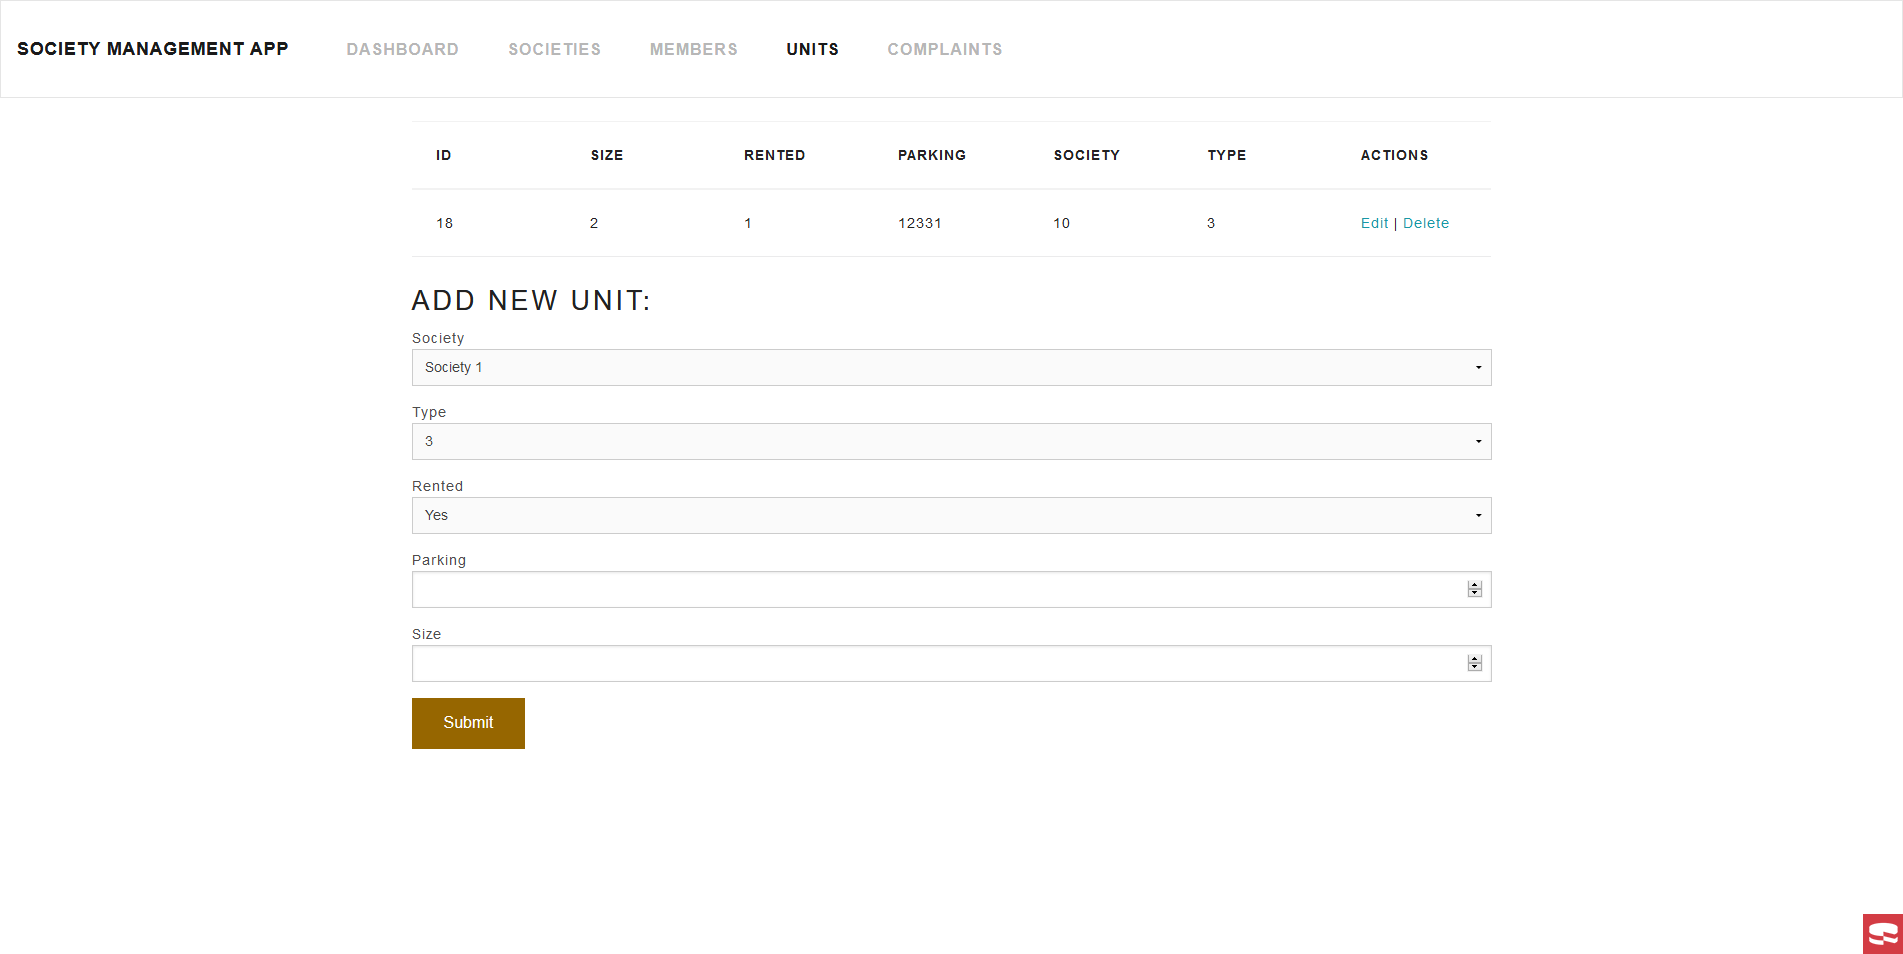 SOCIETY MANAGEMENT APP DASHBOARD SOCIETIES MEMBERS UNITS COMPLAINTS
ID SIZE RENTED PARKING SOCIETY TYPE ACTIONS
18 2 1 12331 10 3 Edit | Delete
ADD NEW UNIT:
Society
Society 1
Type
3
Rented
Yes
Parking
Size
Submit